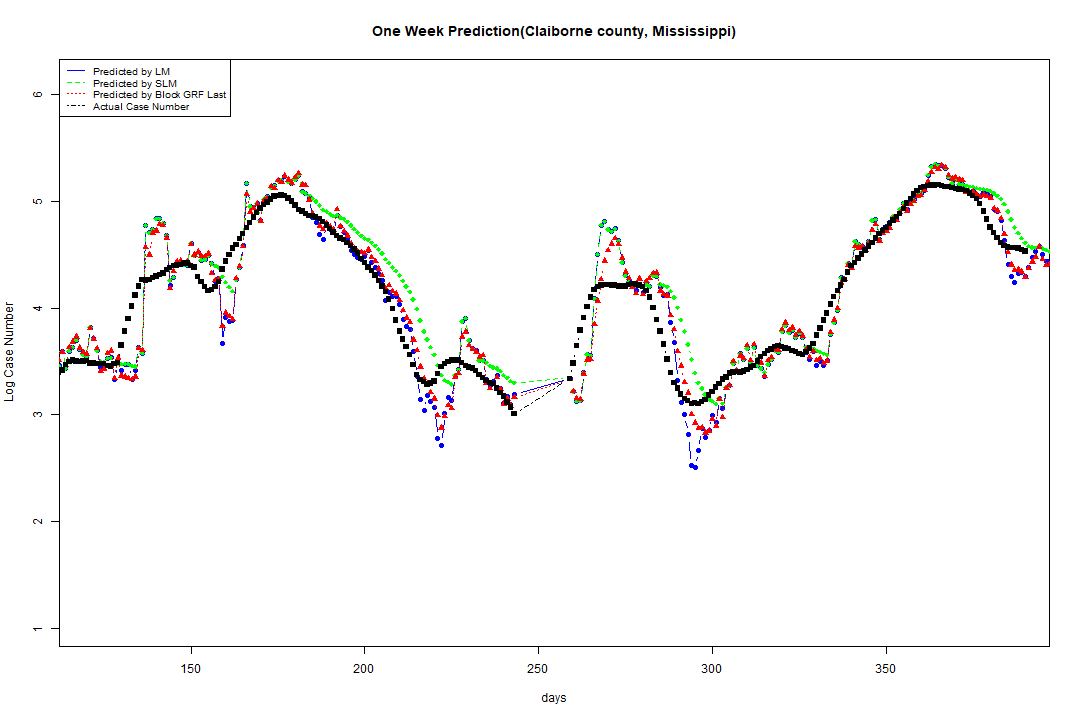 One Week Prediction(Claiborne county, Mississippi)
Predicted by LM
Predicted by SLM
Predicted by Block GRF Last
Actual Case Number
6
5
4
3
2
1
Log Case Number
150
200
250
300
350
days